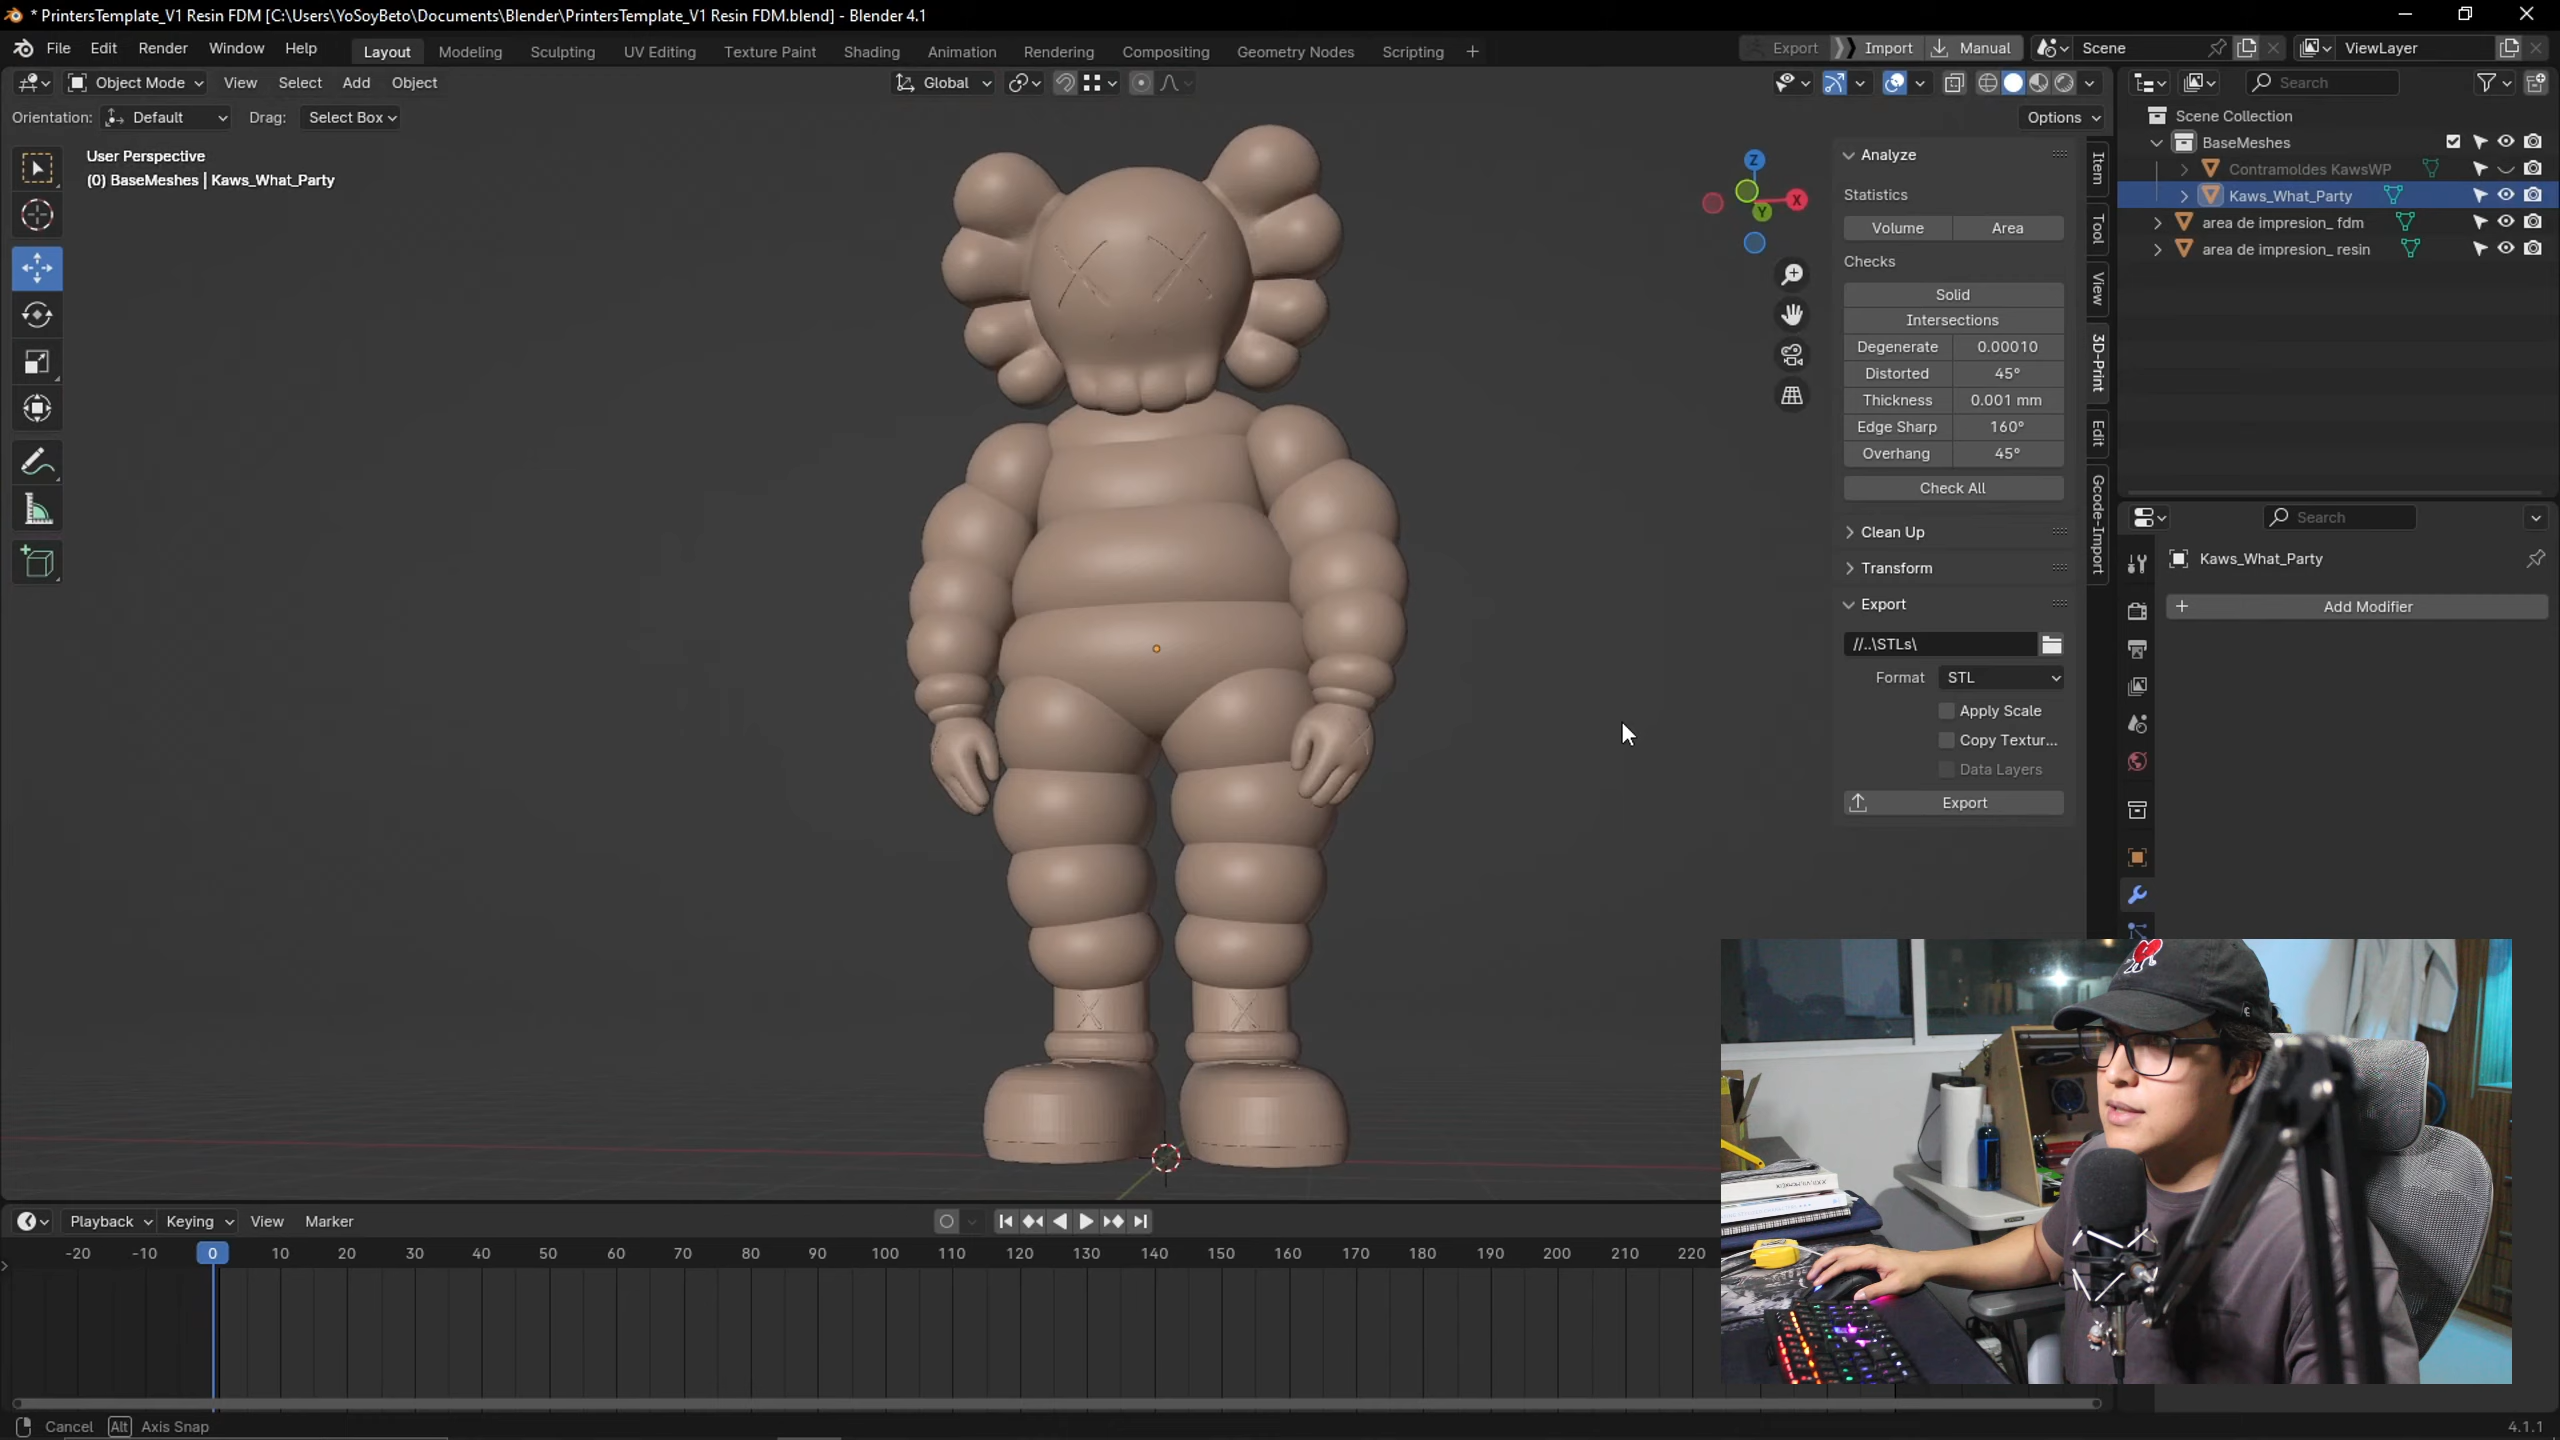 * PrintersTemplate_V1 Resin FDM [C:\Users\YoSoyBeto\Documents\Blender\PrintersTemplate_V1 Resin FDM.blend] - Blender 4.1
File Edit Render Window Help Layout Modeling Sculpting UV Editing Texture Paint Shading Animation Rendering Compositing Geometry Nodes Scripting + Export Import Manual Scene ViewLayer
Object Mode View Select Add Object Global Search
Orientation: Default Drag: Select Box Options
User Perspective
(0) BaseMeshes | Kaws_What_Party
Z
X
Y
Analyze
Statistics
Volume Area
Checks
Solid
Intersections
Degenerate 0.00010
Distorted 45°
Thickness 0.001 mm
Edge Sharp 160°
Overhang 45°
Check All
Clean Up
Transform
Export
//..\STLs\
Format STL
Apply Scale
Copy Textur...
Data Layers
Export
Item
Tool
View
3D-Print
Edit
Gcode-Import
Scene Collection
BaseMeshes
Contramoldes KawsWP
Kaws_What_Party
area de impresion_ fdm
area de impresion_ resin
Search
Kaws_What_Party
Add Modifier
Playback Keying View Marker
-20 -10 0 10 20 30 40 50 60 70 80 90 100 110 120 130 140 150 160 170 180 190 200 210 220
Cancel Alt Axis Snap
4.1.1